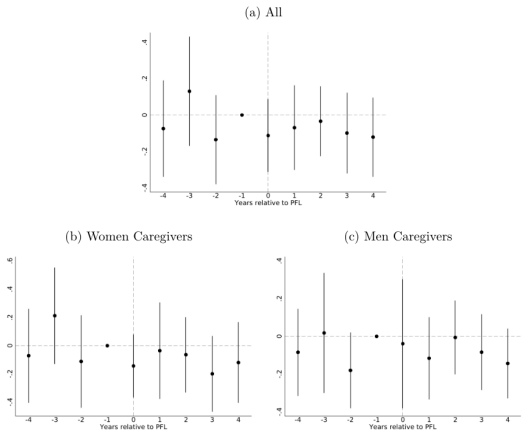 (a) All
.4
.2
0
-.2
-.4
-4 -3 -2 -1 0 1 2 3 4
Years relative to PFL
(b) Women Caregivers
.6
.4
.2
0
-.2
-.4
-4 -3 -2 -1 0 1 2 3 4
Years relative to PFL
(c) Men Caregivers
.4
.2
0
-.2
-.4
-4 -3 -2 -1 0 1 2 3 4
Years relative to PFL